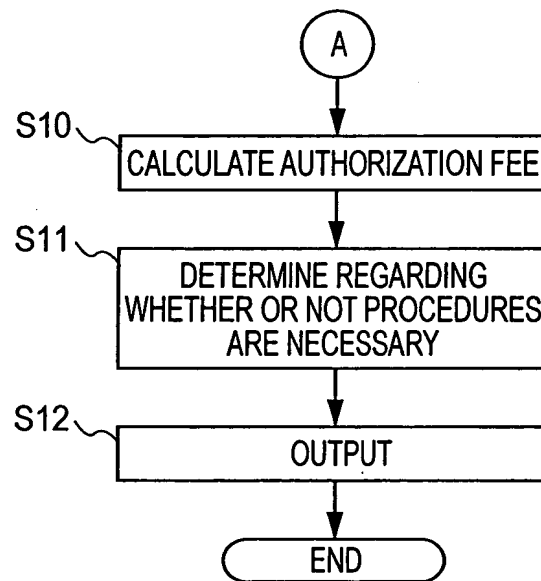 A
S10
CALCULATE AUTHORIZATION FEE
S11
DETERMINE REGARDING
WHETHER OR NOT PROCEDURES
ARE NECESSARY
S12
OUTPUT
END